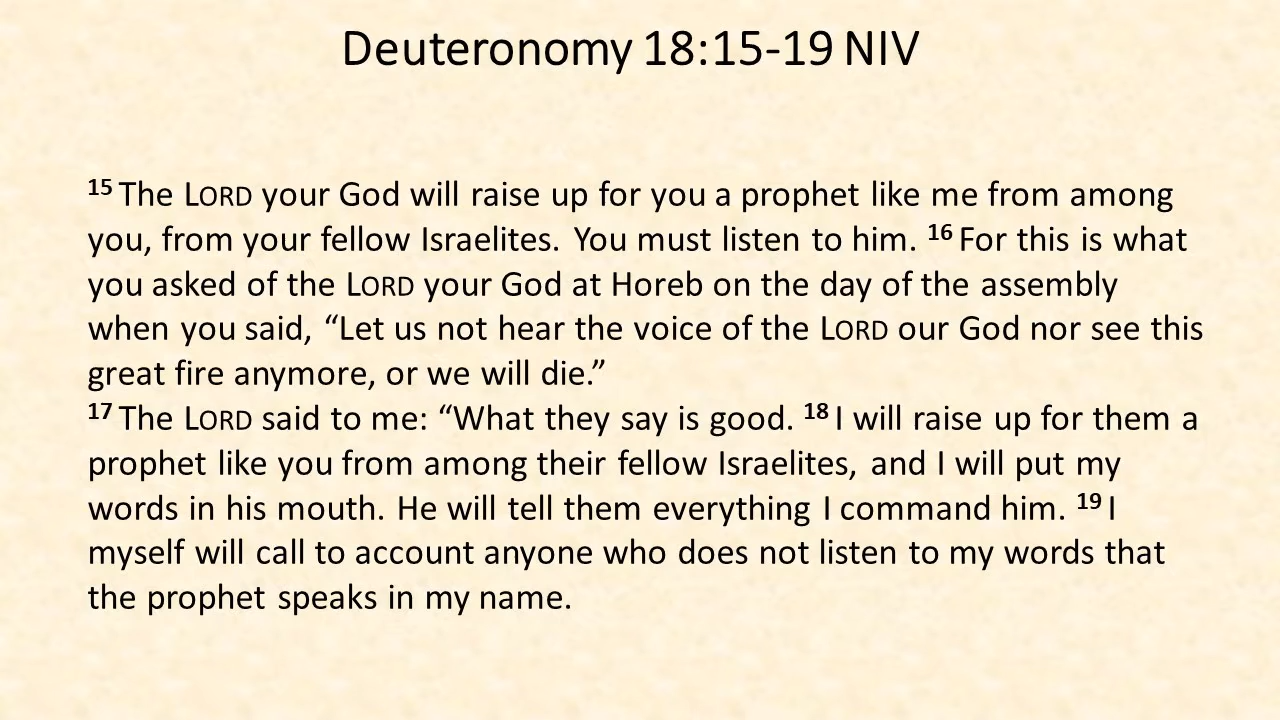 Deuteronomy 18:15-19 NIV
15 The LORD your God will raise up for you a prophet like me from among
you, from your fellow Israelites. You must listen to him. 16 For this is what
you asked of the LORD your God at Horeb on the day of the assembly
when you said, “Let us not hear the voice of the LORD our God nor see this
great fire anymore, or we will die.”
17 The LORD said to me: “What they say is good. 18 I will raise up for them a
prophet like you from among their fellow Israelites, and I will put my
words in his mouth. He will tell them everything I command him. 19 I
myself will call to account anyone who does not listen to my words that
the prophet speaks in my name.